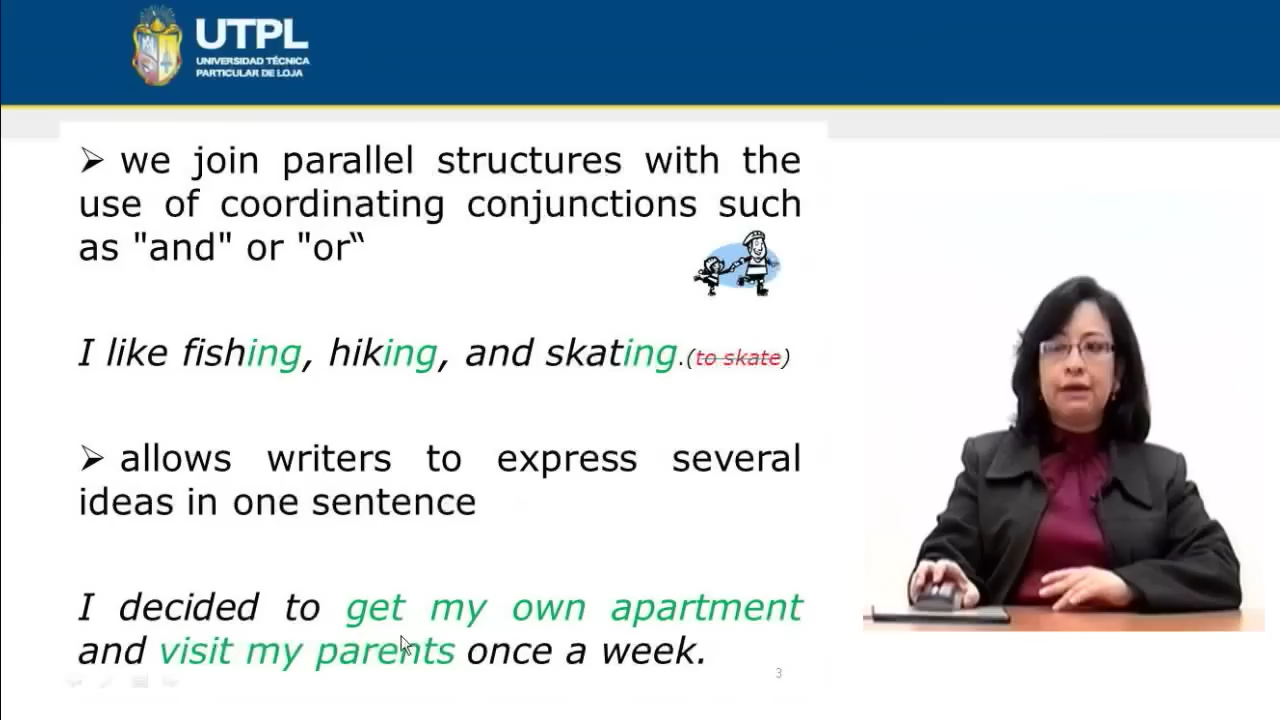 UTPL
UNIVERSIDAD TÉCNICA
PARTICULAR DE LOJA
➢ we join parallel structures with the
use of coordinating conjunctions such
as "and" or "or“
I like fishing, hiking, and skating.(to skate)
➢ allows writers to express several
ideas in one sentence
I decided to get my own apartment
and visit my parents once a week.
3